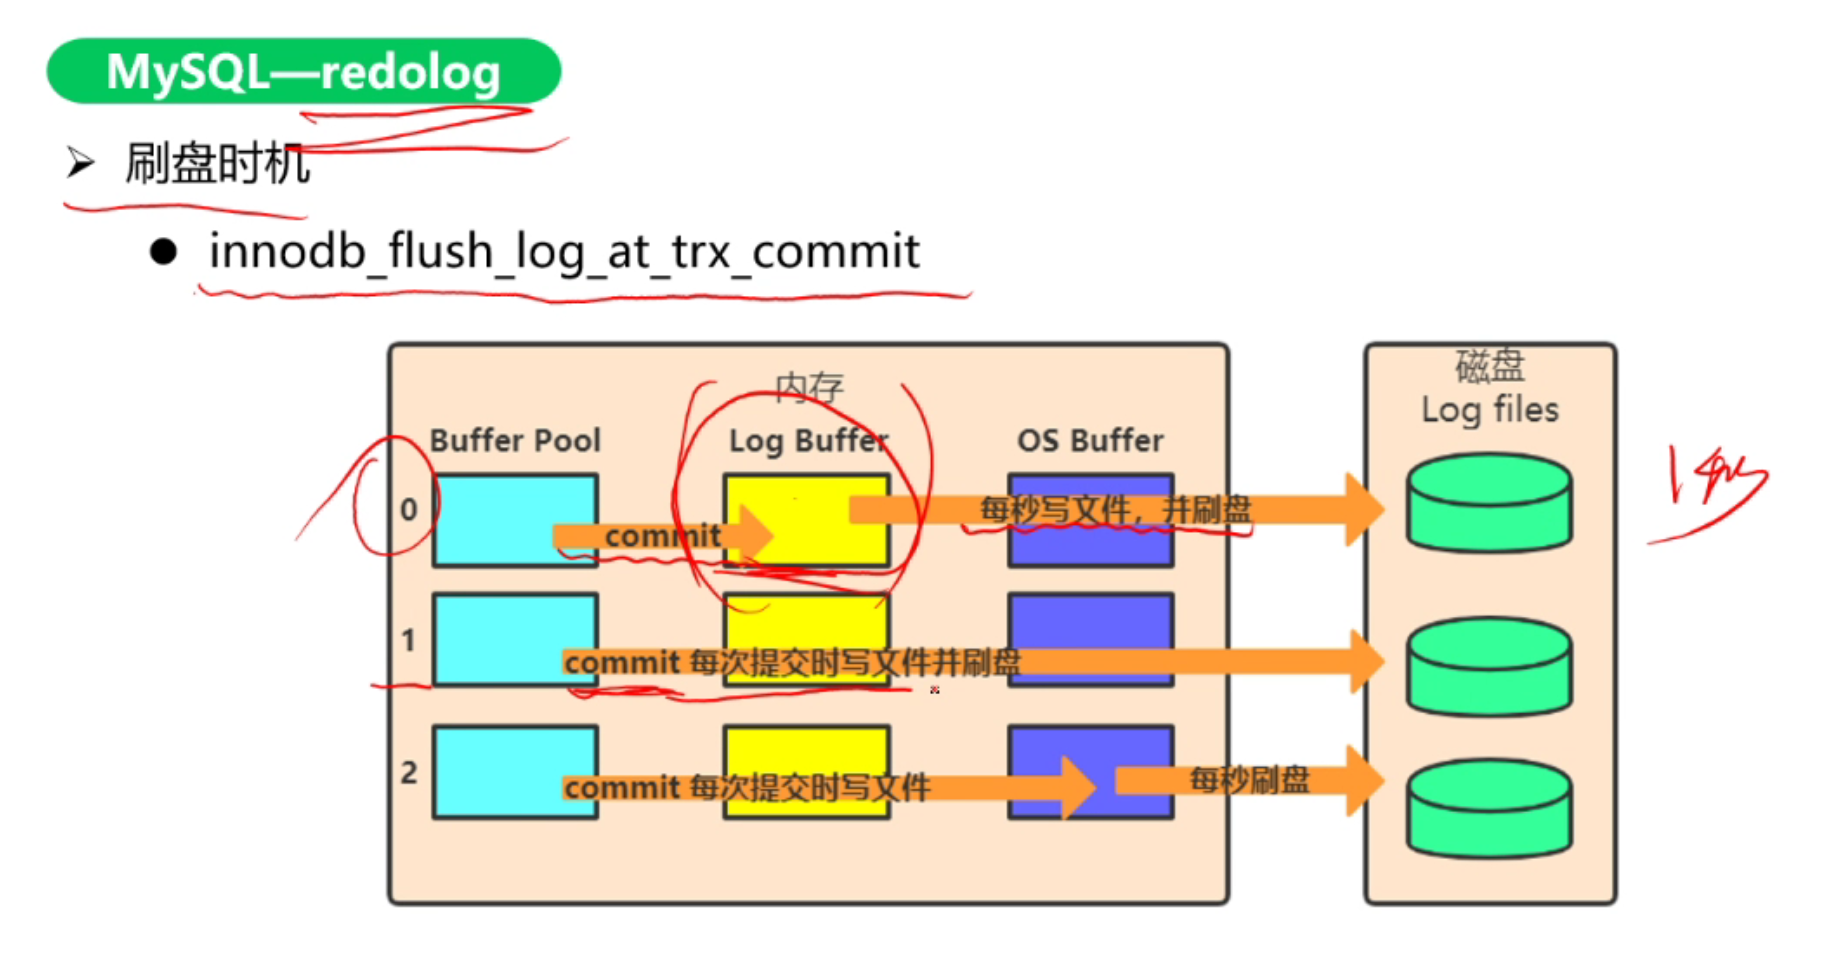 MySQL—redolog
刷盘时机
innodb_flush_log_at_trx_commit
内存
磁盘
Log files
Buffer Pool
Log Buffer
OS Buffer
0
commit
每秒写文件，并刷盘
1
commit 每次提交时写文件并刷盘
2
commit 每次提交时写文件
每秒刷盘